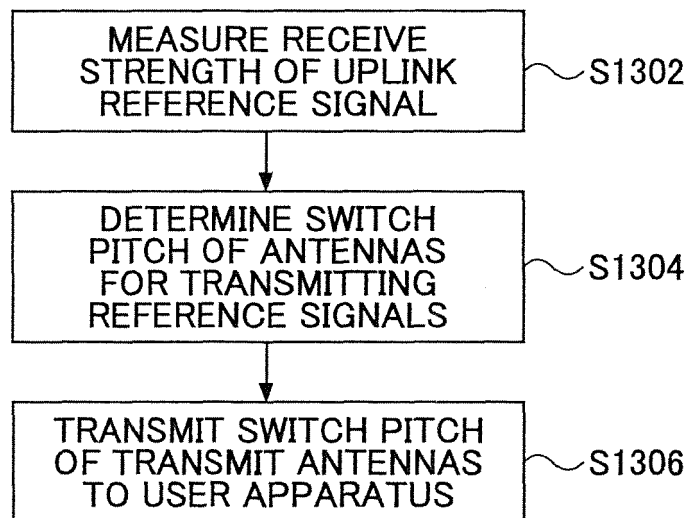 MEASURE RECEIVE
STRENGTH OF UPLINK
REFERENCE SIGNAL
S1302
DETERMINE SWITCH
PITCH OF ANTENNAS
FOR TRANSMITTING
REFERENCE SIGNALS
S1304
TRANSMIT SWITCH PITCH
OF TRANSMIT ANTENNAS
TO USER APPARATUS
S1306